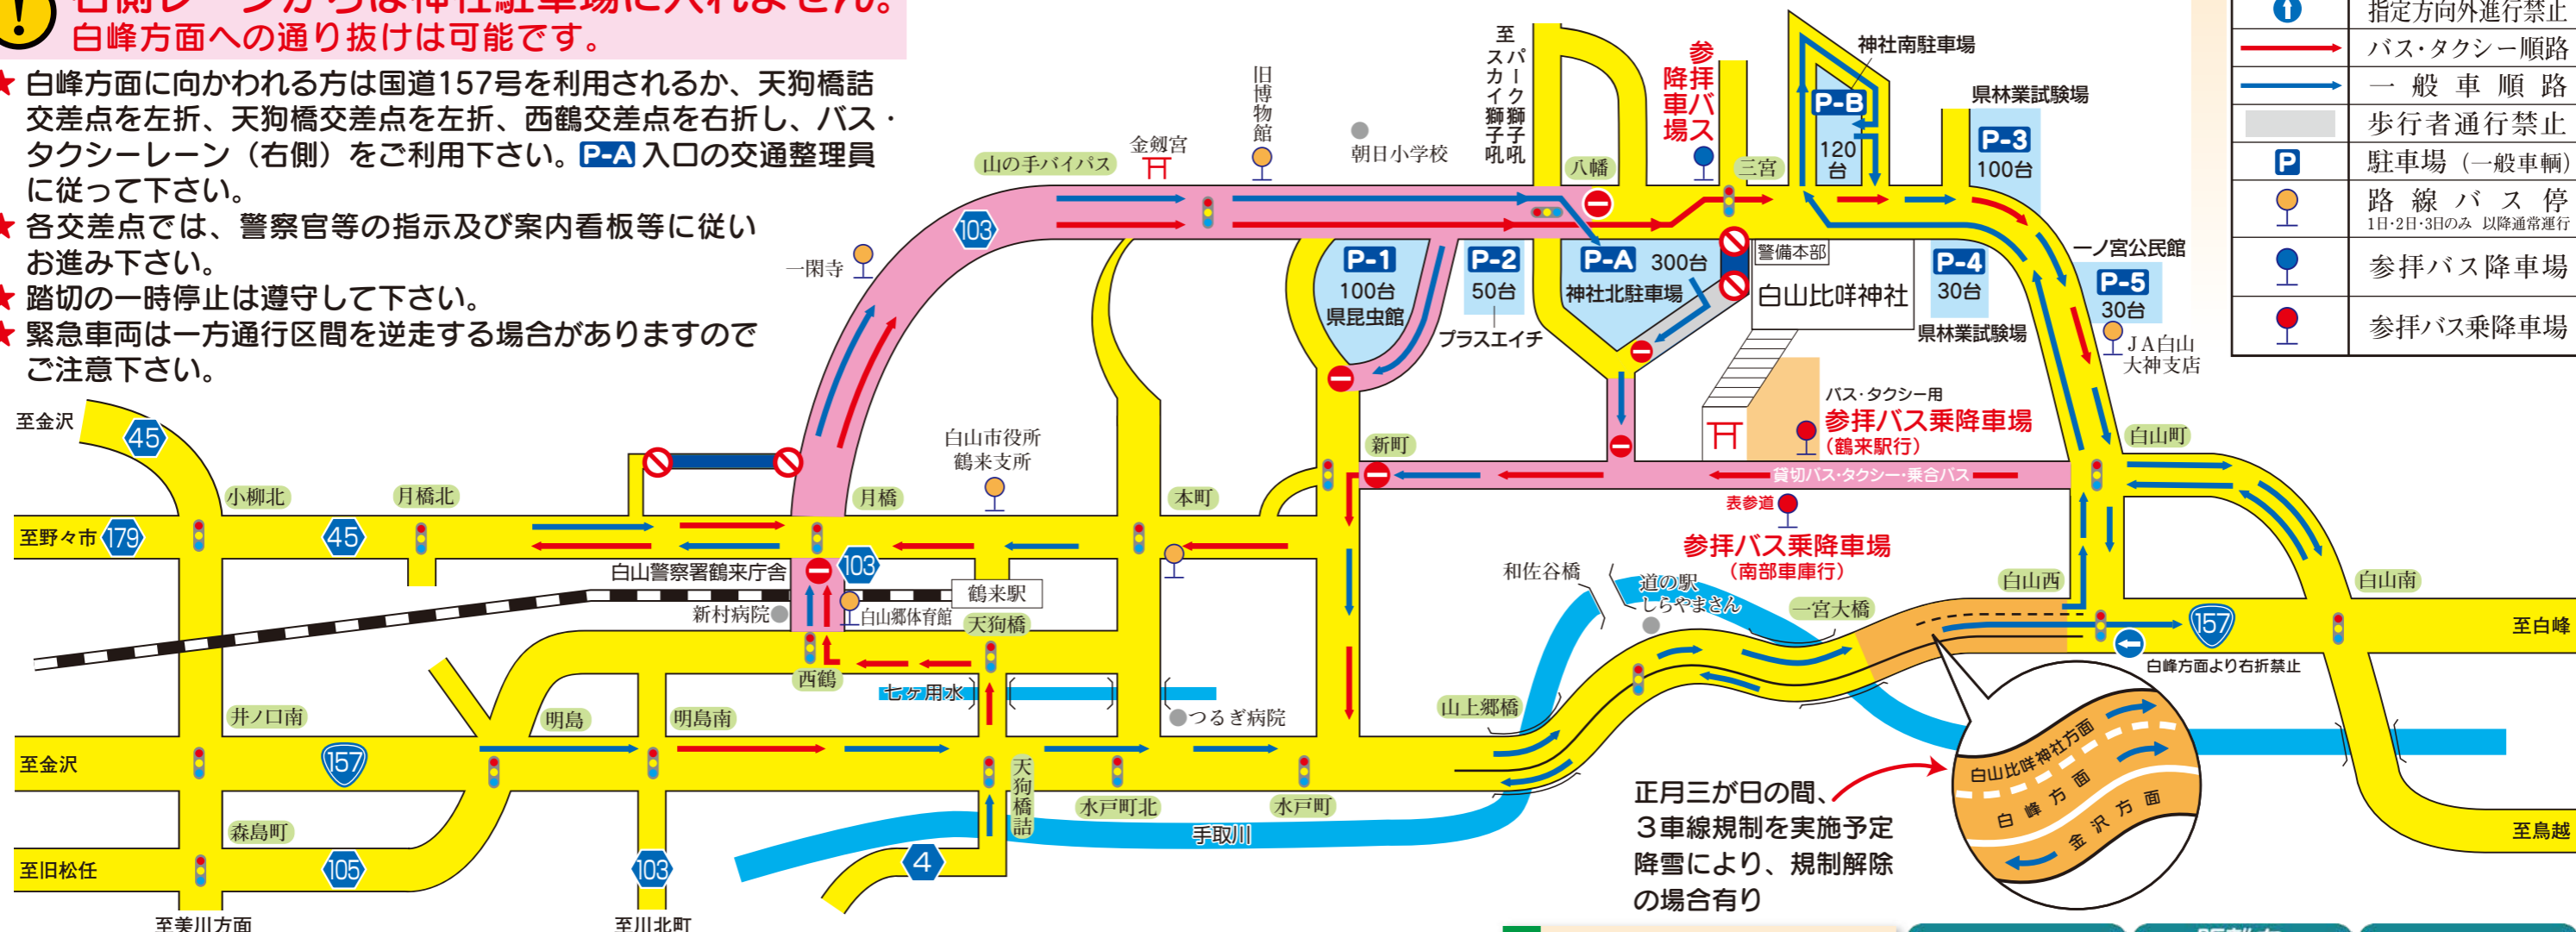 右側レーンからは神社駐車場に入れません。
白峰方面への通り抜けは可能です。
★ 白峰方面に向かわれる方は国道157号を利用されるか、天狗橋詰
交差点を左折、天狗橋交差点を左折、西鶴交差点を右折し、バス・
タクシーレーン（右側）をご利用下さい。P-A 入口の交通整理員
に従って下さい。
★ 各交差点では、警察官等の指示及び案内看板等に従い
お進み下さい。
★ 踏切の一時停止は遵守して下さい。
★ 緊急車両は一方通行区間を逆走する場合がありますので
ご注意下さい。
指定方向外進行禁止
バス・タクシー順路
一般車順路
歩行者通行禁止
P 駐車場（一般車輌）
路線バス停
1日・2日・3日のみ 以降通常運行
参拝バス降車場
参拝バス乗降車場
至パーク獅子吼
スカイ獅子吼
参拝バス
降車場
神社南駐車場
P-B
120
台
県林業試験場
P-3
100台
旧博物館
朝日小学校
金剱宮
山の手バイパス
八幡
三宮
103
一閑寺
P-1
100台
県昆虫館
P-2
50台
プラスエイチ
P-A 300台
神社北駐車場
警備本部
白山比咩神社
P-4
30台
県林業試験場
一ノ宮公民館
P-5
30台
JA白山
大神支店
バス・タクシー用
参拝バス乗降車場
（鶴来駅行）
至金沢
45
白山市役所
鶴来支所
新町
白山町
貸切バス・タクシー・乗合バス
小柳北
月橋北
月橋
本町
表参道
参拝バス乗降車場
（南部車庫行）
至野々市 179
45
白山警察署鶴来庁舎
103
新村病院
白山郷体育館
鶴来駅
天狗橋
和佐谷橋
道の駅
しらやまさん
一宮大橋
白山西
白山南
157
至白峰
白峰方面より右折禁止
西鶴
七ヶ用水
つるぎ病院
山上郷橋
井ノ口南
明島
明島南
至金沢
157
天狗橋詰
水戸町北
水戸町
手取川
白山比咩神社方面
白峰方面
金沢方面
正月三が日の間、
３車線規制を実施予定
降雪により、規制解除
の場合有り
森島町
至旧松任
105
103
4
至鳥越
至美川方面
至川北町